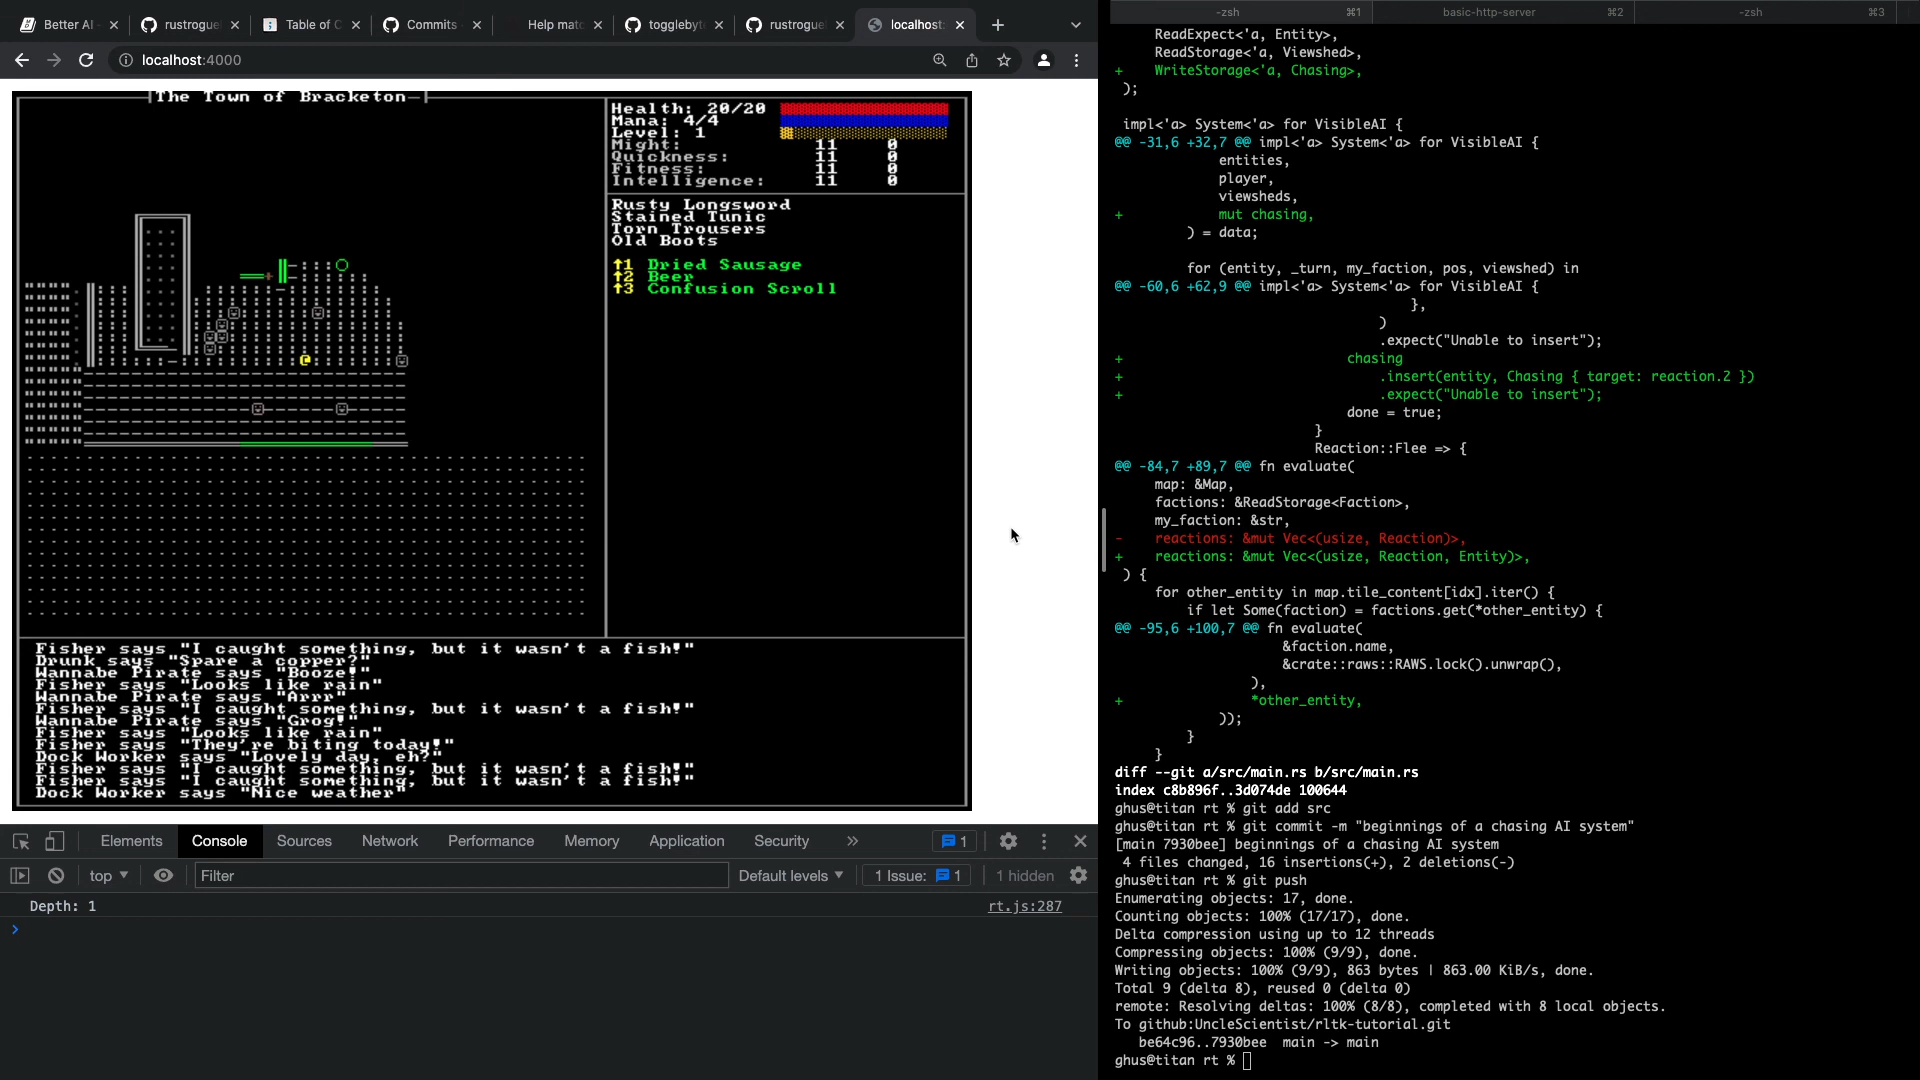 Better AI
rustrogue
Table of C
Commits
Help mat
togglebyt
rustrogue
localhost:
localhost:4000
The Town of Bracketon
Health: 20/20
Mana: 4/4
Level: 1
Might: 11 0
Quickness: 11 0
Fitness: 11 0
Intelligence: 11 0
Rusty Longsword
Stained Tunic
Torn Trousers
Old Boots
↑1 Dried Sausage
↑2 Beer
↑3 Confusion Scroll
Fisher says "I caught something, but it wasn't a fish!"
Drunk says "Spare a copper?"
Wannabe Pirate says "Booze!"
Fisher says "Looks like rain"
Wannabe Pirate says "Arrr"
Fisher says "I caught something, but it wasn't a fish!"
Wannabe Pirate says "Grog!"
Fisher says "Looks like rain"
Fisher says "They're biting today!"
Dock Worker says "Lovely day, eh?"
Fisher says "I caught something, but it wasn't a fish!"
Fisher says "I caught something, but it wasn't a fish!"
Dock Worker says "Nice weather"
Elements Console Sources Network Performance Memory Application Security » 1
top Filter Default levels 1 Issue: 1 1 hidden
Depth: 1 rt.js:287
-zsh ⌘1 basic-http-server ⌘2 -zsh ⌘3
ReadExpect<'a, Entity>,
ReadStorage<'a, Viewshed>,
+ WriteStorage<'a, Chasing>,
);
impl<'a> System<'a> for VisibleAI {
@@ -31,6 +32,7 @@ impl<'a> System<'a> for VisibleAI {
entities,
player,
viewsheds,
+ mut chasing,
) = data;
for (entity, _turn, my_faction, pos, viewshed) in
@@ -60,6 +62,9 @@ impl<'a> System<'a> for VisibleAI {
},
)
.expect("Unable to insert");
+ chasing
+ .insert(entity, Chasing { target: reaction.2 })
+ .expect("Unable to insert");
done = true;
}
Reaction::Flee => {
@@ -84,7 +89,7 @@ fn evaluate(
map: &Map,
factions: &ReadStorage<Faction>,
my_faction: &str,
- reactions: &mut Vec<(usize, Reaction)>,
+ reactions: &mut Vec<(usize, Reaction, Entity)>,
) {
for other_entity in map.tile_content[idx].iter() {
if let Some(faction) = factions.get(*other_entity) {
@@ -95,6 +100,7 @@ fn evaluate(
&faction.name,
&crate::raws::RAWS.lock().unwrap(),
),
+ *other_entity,
));
}
}
diff --git a/src/main.rs b/src/main.rs
index c8b896f..3d074de 100644
ghus@titan rt % git add src
ghus@titan rt % git commit -m "beginnings of a chasing AI system"
[main 7930bee] beginnings of a chasing AI system
4 files changed, 16 insertions(+), 2 deletions(-)
ghus@titan rt % git push
Enumerating objects: 17, done.
Counting objects: 100% (17/17), done.
Delta compression using up to 12 threads
Compressing objects: 100% (9/9), done.
Writing objects: 100% (9/9), 863 bytes | 863.00 KiB/s, done.
Total 9 (delta 8), reused 0 (delta 0)
remote: Resolving deltas: 100% (8/8), completed with 8 local objects.
To github:UncleScientist/rltk-tutorial.git
be64c96..7930bee main -> main
ghus@titan rt %